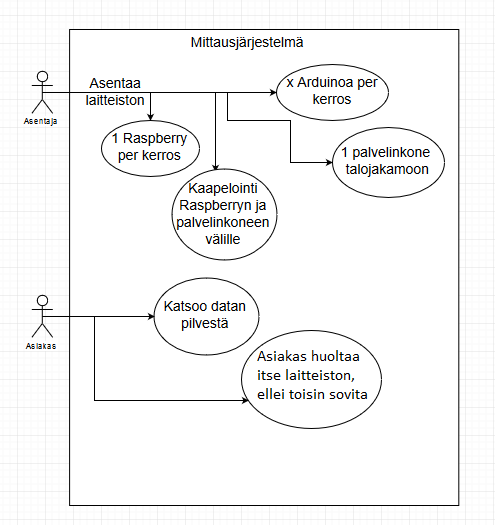 Mittausjärjestelmä
Asentaa
laitteiston
Asentaja
x Arduinoa per
kerros
1 Raspberry
per kerros
1 palvelinkone
talojakamoon
Kaapelointi
Raspberryn ja
palvelinkoneen
välille
Asiakas
Katsoo datan
pilvestä
Asiakas huoltaa
itse laitteiston,
ellei toisin sovita